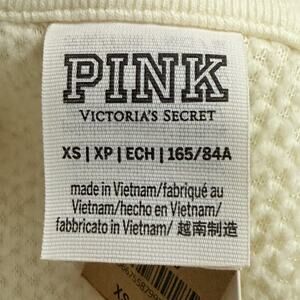 PINK
VICTORIA'S SECRET
XS | XP | ECH | 165/84A
made in Vietnam/fabriqué au
Vietnam/hecho en Vietnam/
fabbricato in Vietnam/ 越南制造
XS